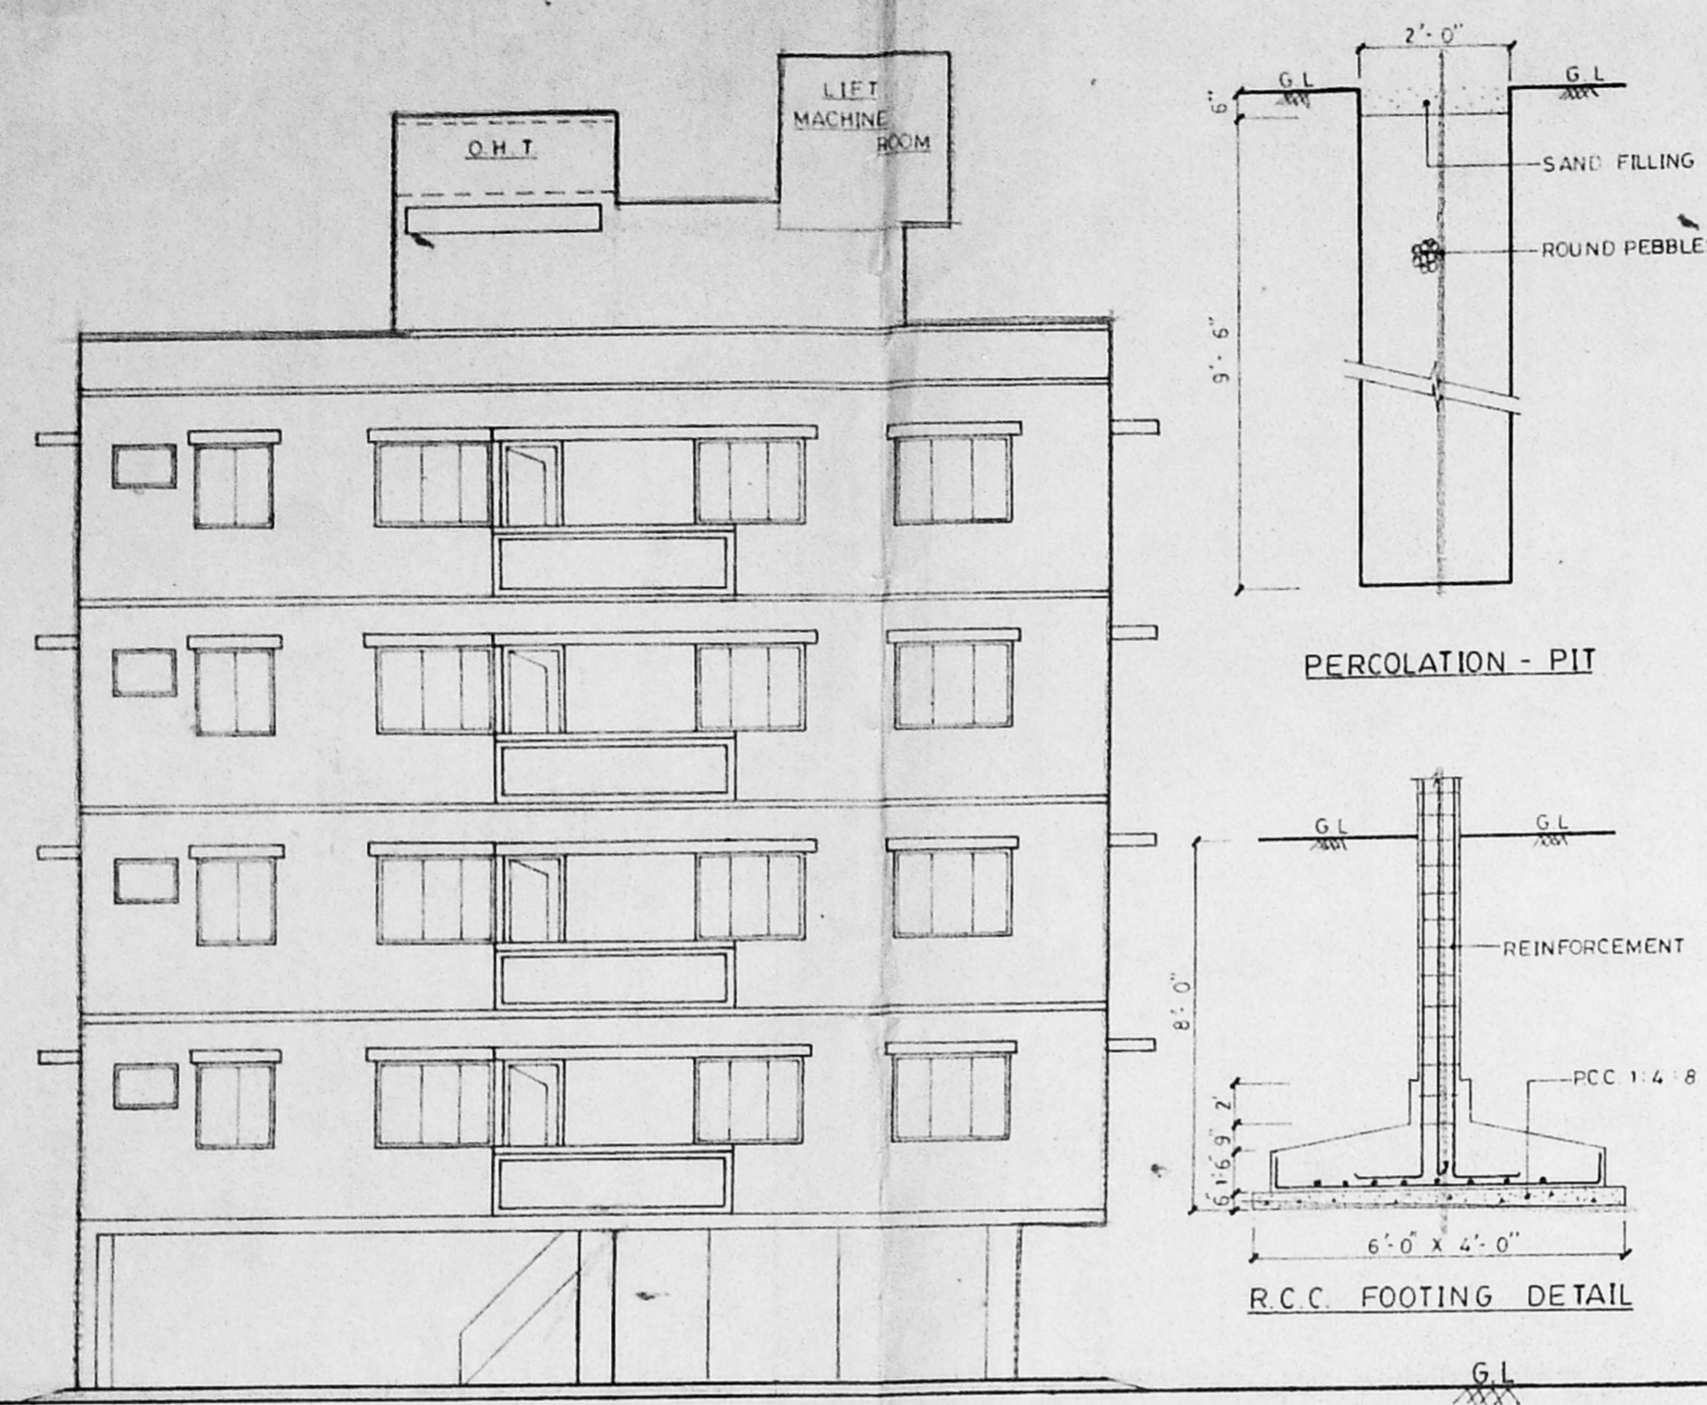 LIFT
MACHINE
ROOM
O.H.T.
2'-0"
G.L
G.L
6"
SAND FILLING
ROUND PEBBLE
9'-6"
PERCOLATION - PIT
G.L
G.L
REINFORCEMENT
8'-0"
P.C.C. 1:4:8
2'
9"
1'-6"
6"
6'-0" X 4'-0"
R.C.C. FOOTING DETAIL
G.L